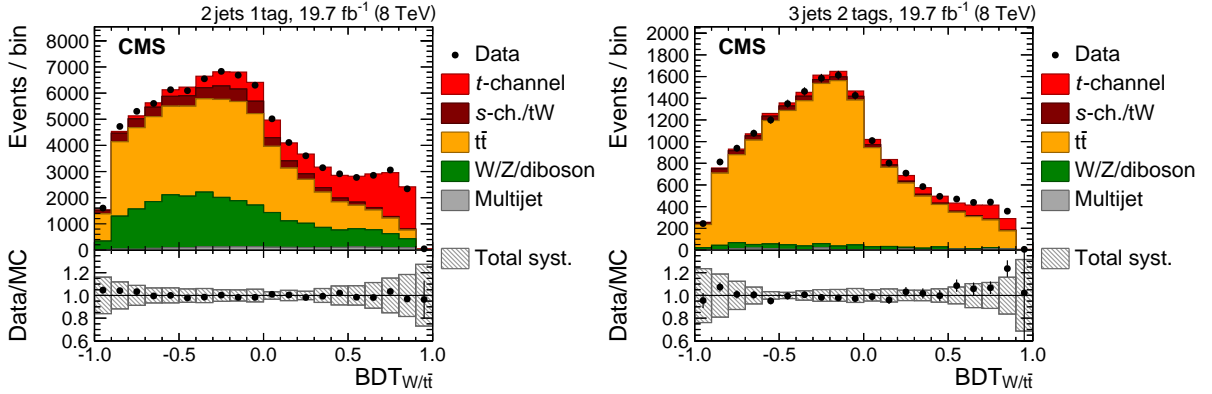 2 jets 1 tag, 19.7 fb⁻¹ (8 TeV)
CMS
Events / bin
8000
7000
6000
5000
4000
3000
2000
1000
0
Data
t-channel
s-ch./tW
tt̄
W/Z/diboson
Multijet
Data/MC
1.2
1.0
0.8
0.6
Total syst.
-1.0 -0.5 0.0 0.5 1.0
BDT_W/tt̄
3 jets 2 tags, 19.7 fb⁻¹ (8 TeV)
CMS
Events / bin
2000
1800
1600
1400
1200
1000
800
600
400
200
0
Data
t-channel
s-ch./tW
tt̄
W/Z/diboson
Multijet
Data/MC
1.2
1.0
0.8
0.6
Total syst.
-1.0 -0.5 0.0 0.5 1.0
BDT_W/tt̄